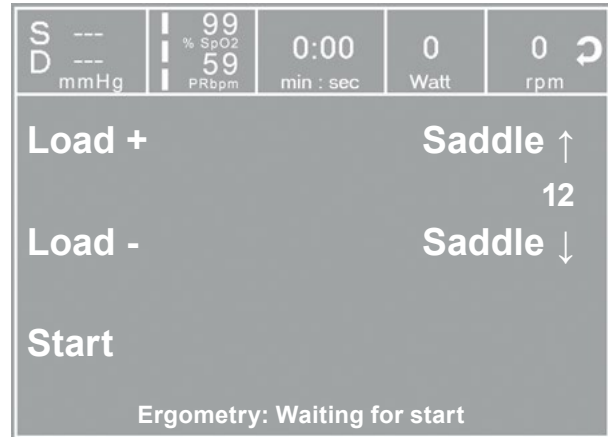 S ---
D ---
mmHg
99
% SpO2
59
PRbpm
0:00
min : sec
0
Watt
0
rpm
Load +
Saddle ↑
12
Load -
Saddle ↓
Start
Ergometry: Waiting for start